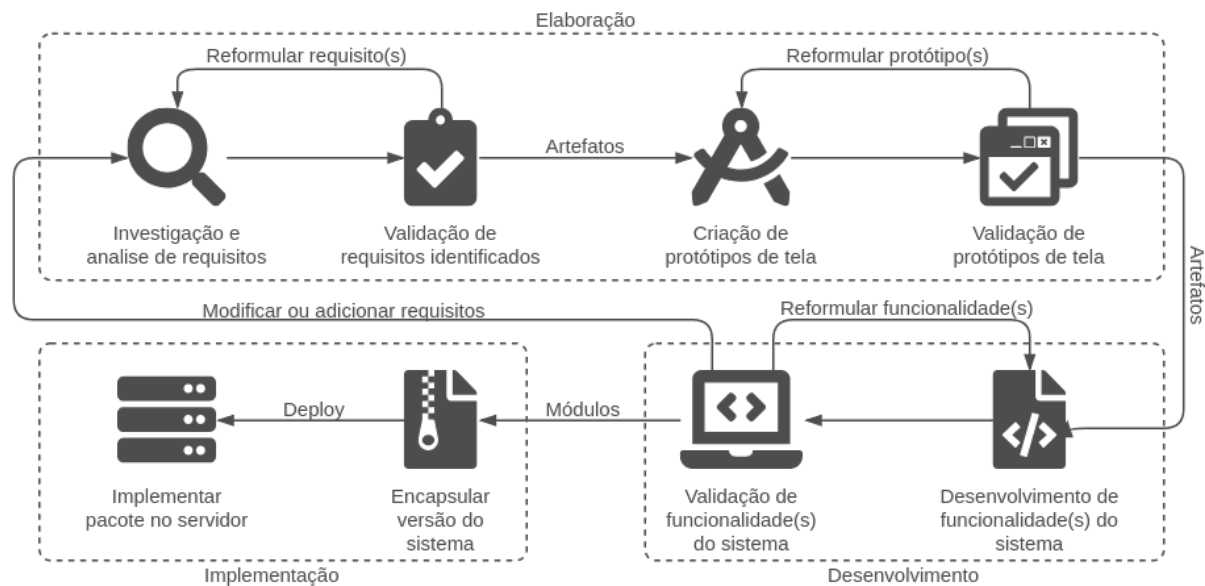 Elaboração
Reformular requisito(s)
Reformular protótipo(s)
Artefatos
Investigação e
analise de requisitos
Validação de
requisitos identificados
Criação de
protótipos de tela
Validação de
protótipos de tela
Artefatos
Modificar ou adicionar requisitos
Reformular funcionalidade(s)
Deploy
Módulos
Implementar
pacote no servidor
Encapsular
versão do
sistema
Validação de
funcionalidade(s)
do sistema
Desenvolvimento de
funcionalidade(s) do
sistema
Implementação
Desenvolvimento